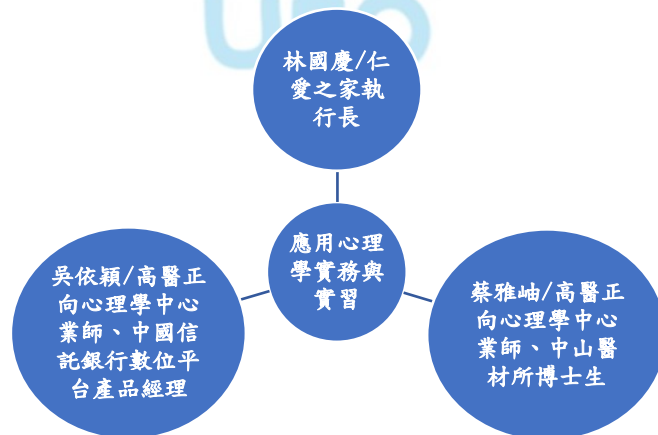 林國慶/仁
愛之家執
行長
應用心理
學實務與
實習
吳依穎/高醫正
向心理學中心
業師、中國信
託銀行數位平
台產品經理
蔡雅岫/高醫正
向心理學中心
業師、中山醫
材所博士生